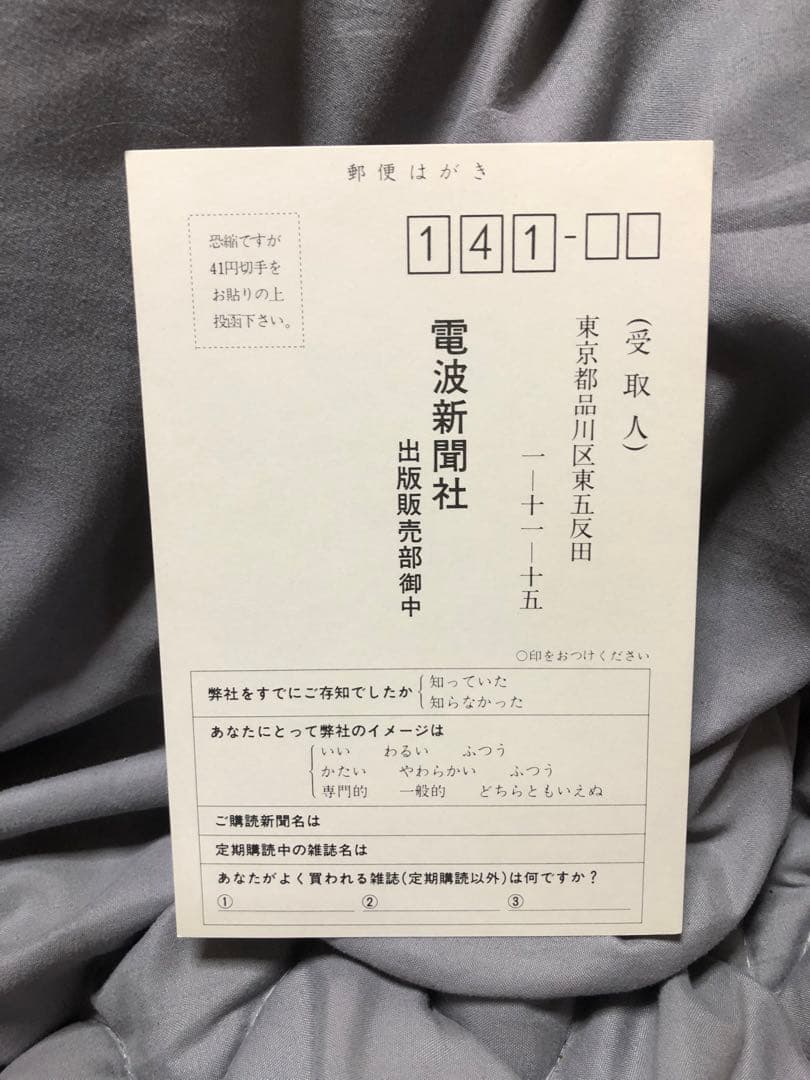 郵便はがき
恐縮ですが
41円切手を
お貼りの上
投函下さい。
141-
(受取人)
東京都品川区東五反田
一―十一―十五
電波新聞社
出版販売部御中
○印をおつけください
弊社をすでにご存知でしたか
知っていた
知らなかった
あなたにとって弊社のイメージは
いい わるい ふつう
かたい やわらかい ふつう
専門的 一般的 どちらともいえぬ
ご購読新聞名は
定期購読中の雑誌名は
あなたがよく買われる雑誌(定期購読以外)は何ですか?
① ② ③